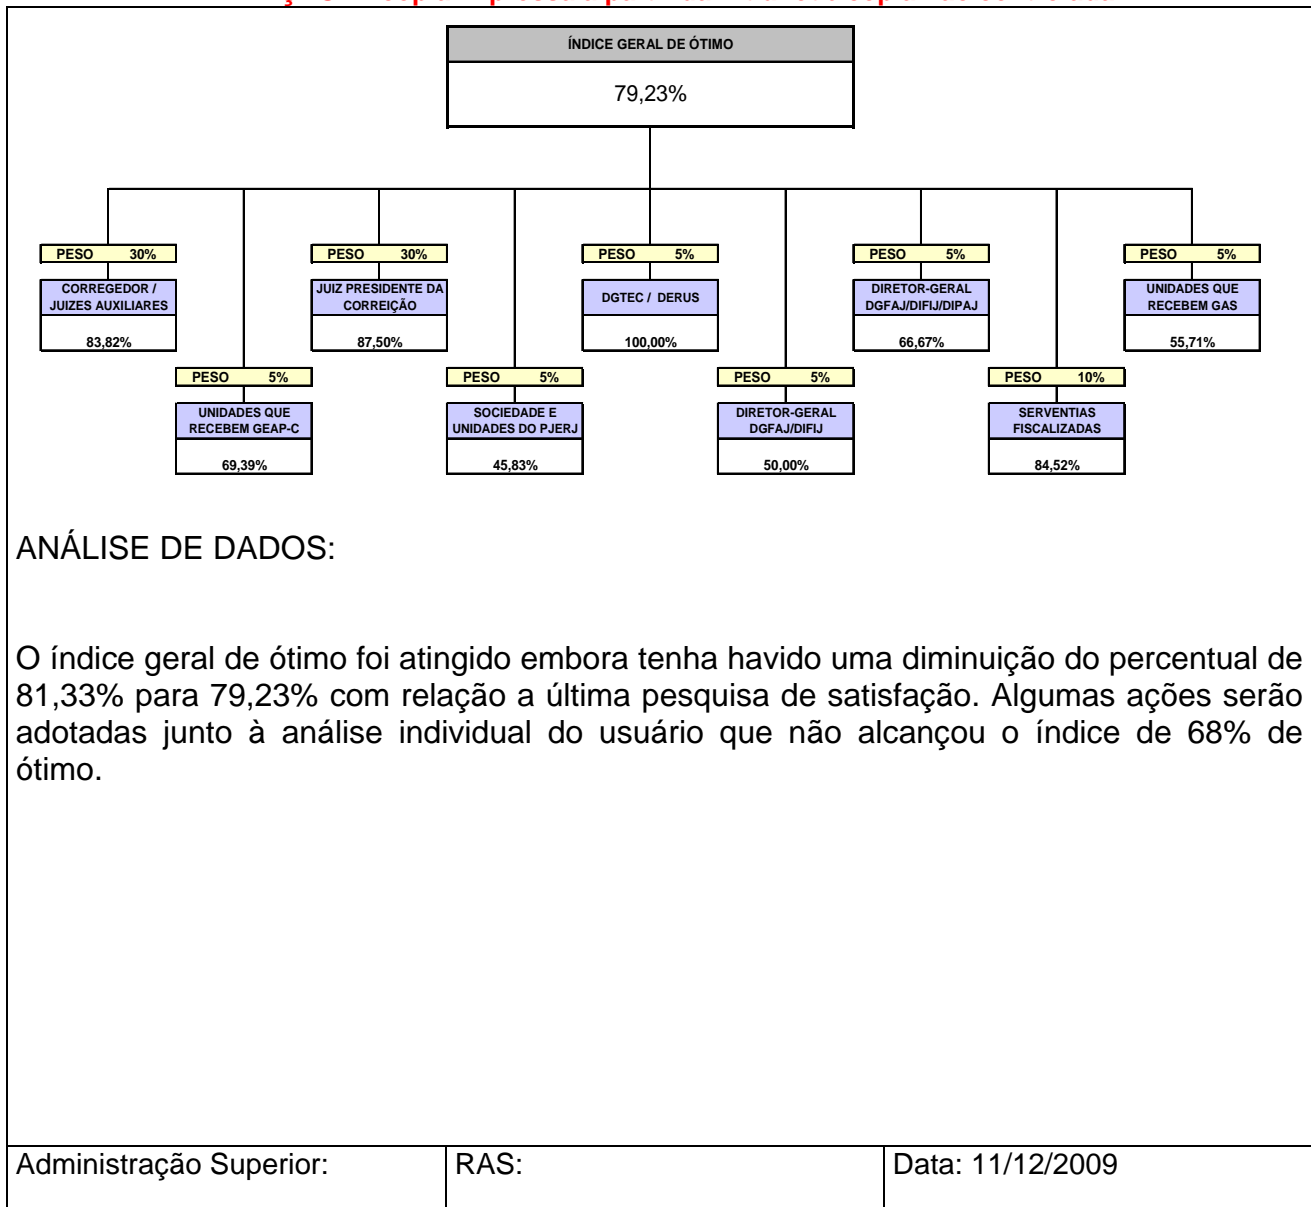 ÍNDICE GERAL DE ÓTIMO
79,23%
PESO 30%
CORREGEDOR /
JUIZES AUXILIARES
83,82%
PESO 30%
JUIZ PRESIDENTE DA
CORREIÇÃO
87,50%
PESO 5%
DGTEC / DERUS
100,00%
PESO 5%
DIRETOR-GERAL
DGFAJ/DIFIJ/DIPAJ
66,67%
PESO 5%
UNIDADES QUE
RECEBEM GAS
55,71%
PESO 5%
UNIDADES QUE
RECEBEM GEAP-C
69,39%
PESO 5%
SOCIEDADE E
UNIDADES DO PJERJ
45,83%
PESO 5%
DIRETOR-GERAL
DGFAJ/DIFIJ
50,00%
PESO 10%
SERVENTIAS
FISCALIZADAS
84,52%
ANÁLISE DE DADOS:
O índice geral de ótimo foi atingido embora tenha havido uma diminuição do percentual de
81,33% para 79,23% com relação a última pesquisa de satisfação. Algumas ações serão
adotadas junto à análise individual do usuário que não alcançou o índice de 68% de
ótimo.
Administração Superior:
RAS:
Data: 11/12/2009